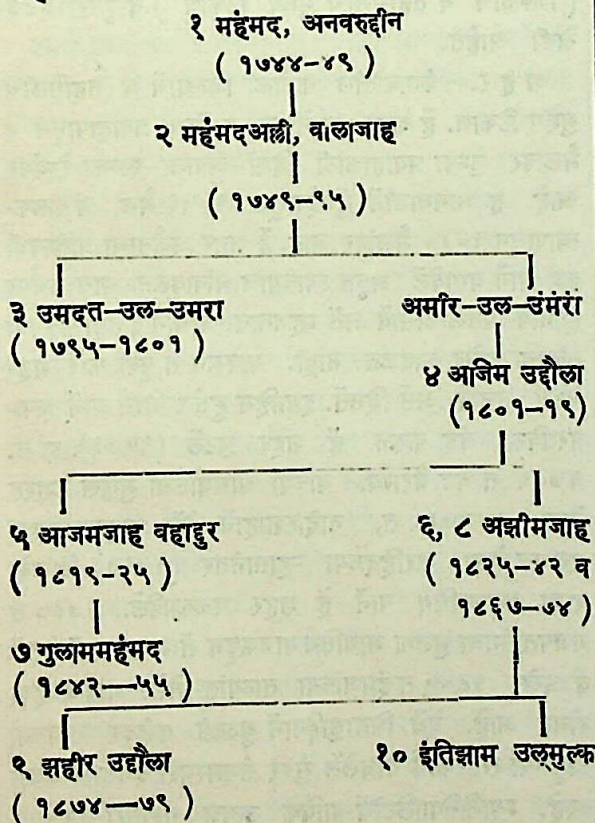 १ महंमद, अनवरुद्दीन
( १७४४-४९ )
२ महंमदअल्ली, वालाजाह
( १७४९-९५ )
३ उमदत-उल-उमरा
( १७९५-१८०१ )
अमीर-उल-उमरा
४ अजिम उद्दौला
(१८०१-१९)
५ आजमजाह वहाद्दुर
( १८१९-२५ )
६, ८ अझीमजाह
( १८२५-४२ व
१८६७-७४ )
७ गुलाममहंमद
( १८४२-५५ )
९ झहीर उद्दौला
( १८७४-७९ )
१० इंतिझाम उल्मुल्क